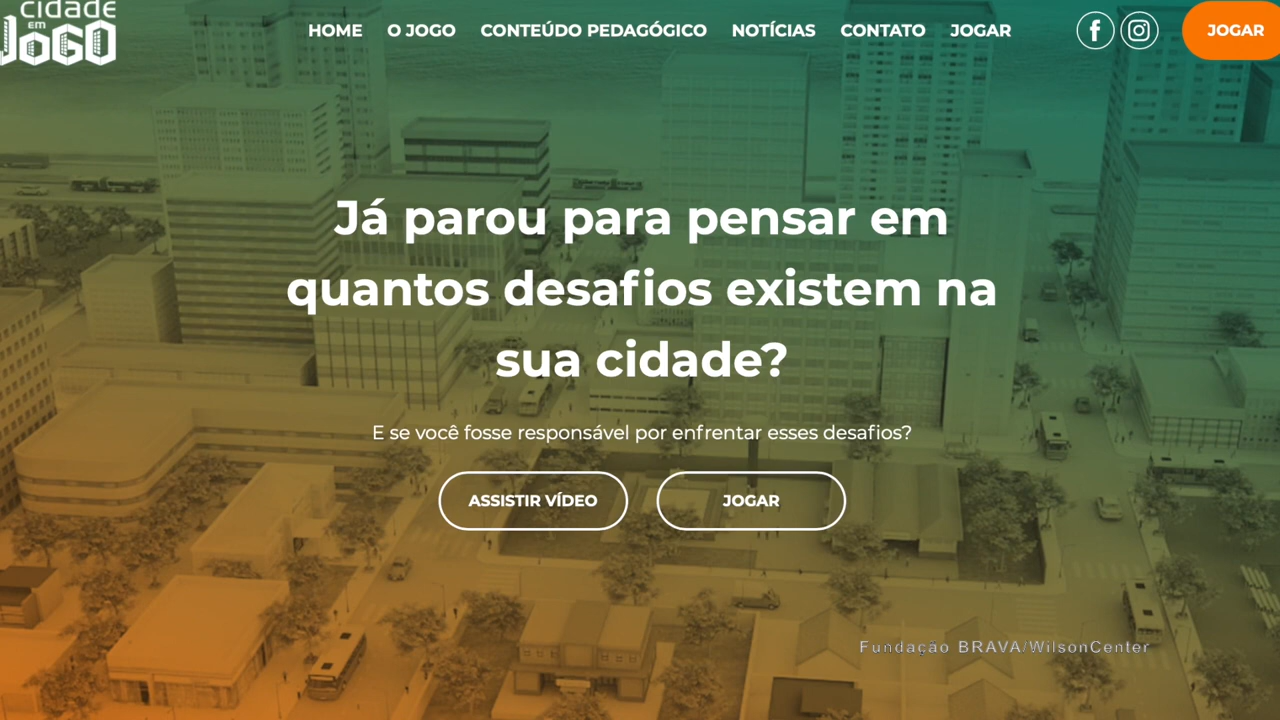 cidade
EM
JOGO
HOME O JOGO CONTEÚDO PEDAGÓGICO NOTÍCIAS CONTATO JOGAR
JOGAR
Já parou para pensar em
quantos desafios existem na
sua cidade?
E se você fosse responsável por enfrentar esses desafios?
ASSISTIR VÍDEO JOGAR
Fundação BRAVA/WilsonCenter